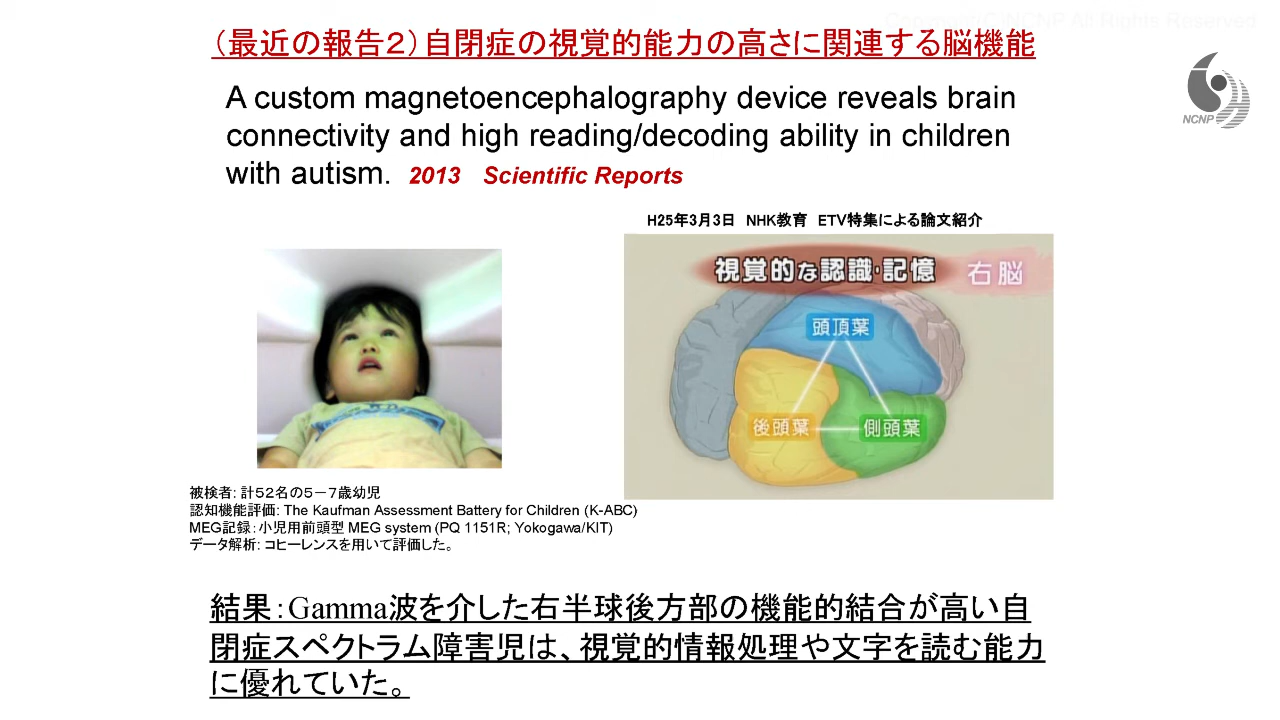 Copyright©NCNP All Rights Reserved
（最近の報告２）自閉症の視覚的能力の高さに関連する脳機能
NCNP
A custom magnetoencephalography device reveals brain
connectivity and high reading/decoding ability in children
with autism. 2013 Scientific Reports
H25年3月3日 NHK教育 ETV特集による論文紹介
視覚的な認識・記憶 右脳
頭頂葉
後頭葉 側頭葉
被検者: 計５２名の５－７歳幼児
認知機能評価: The Kaufman Assessment Battery for Children (K-ABC)
MEG記録: 小児用前頭型 MEG system (PQ 1151R; Yokogawa/KIT)
データ解析: コヒーレンスを用いて評価した。
結果：Gamma波を介した右半球後方部の機能的結合が高い自
閉症スペクトラム障害児は、視覚的情報処理や文字を読む能力
に優れていた。